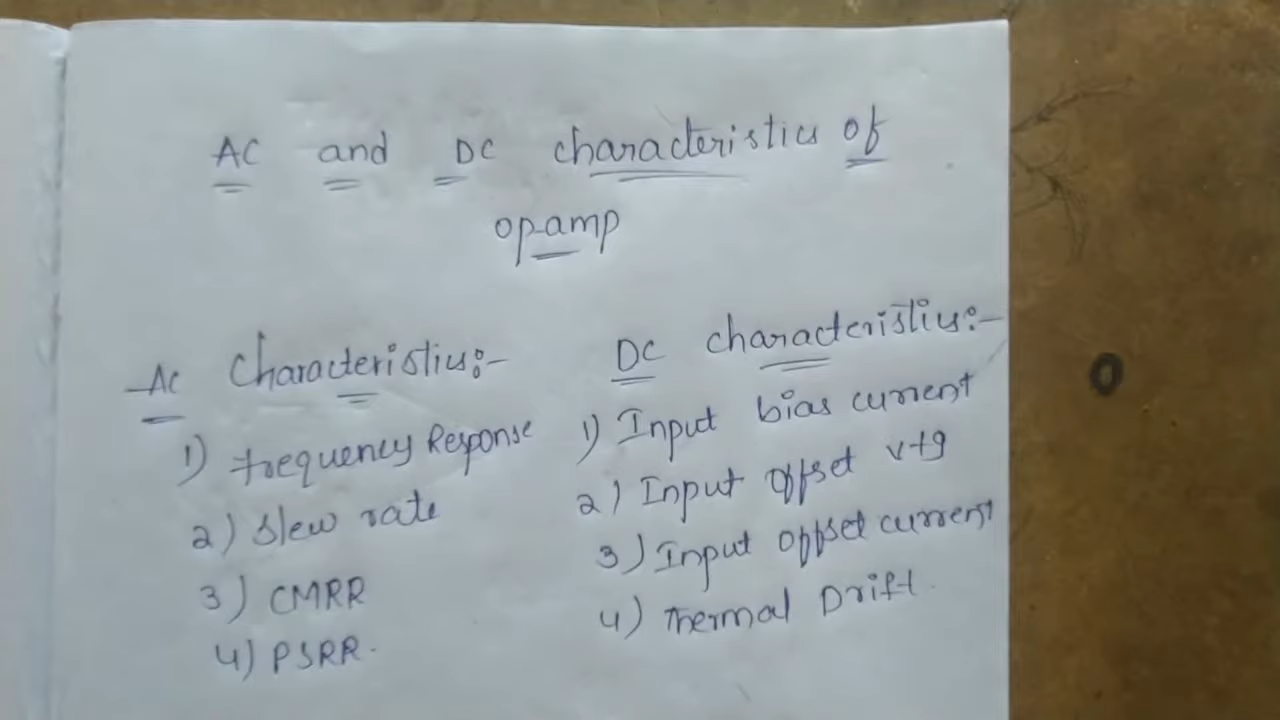 AC and DC characteristics of
op-amp
AC Characteristics:-
1) frequency Response
2) Slew rate
3) CMRR
4) PSRR.
DC characteristics:-
1) Input bias current
2) Input offset vtg
3) Input offset current
4) Thermal Drift.